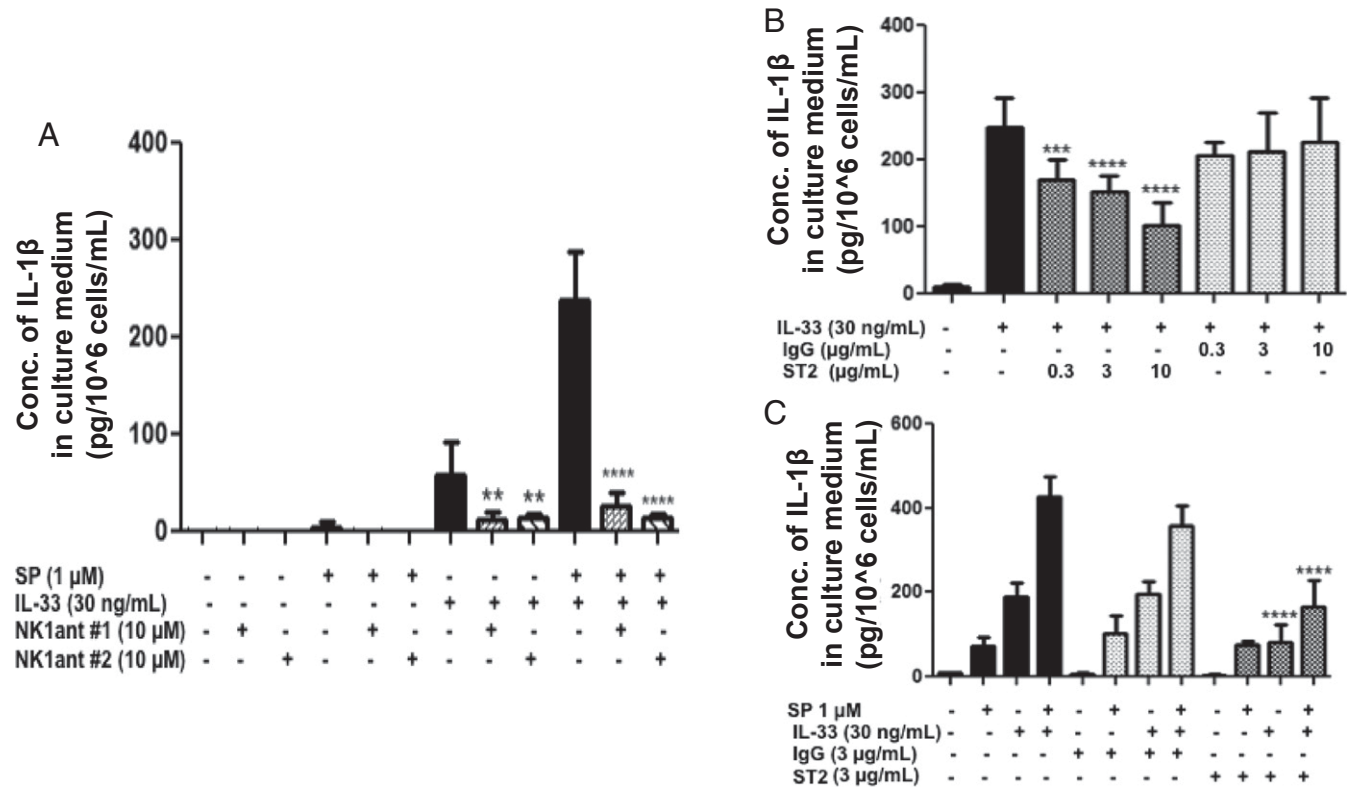 A
Conc. of IL-1β
in culture medium
(pg/10^6 cells/mL)
400
300
200
100
0
** ** **** ****
SP (1 µM) - - - + + + - - - + + +
IL-33 (30 ng/mL) - - - - - - + + + + + +
NK1ant #1 (10 µM) - + - - + - - + - - + -
NK1ant #2 (10 µM) - - + - - + - - + - - +
B
Conc. of IL-1β
in culture medium
(pg/10^6 cells/mL)
400
300
200
100
0
*** **** ****
IL-33 (30 ng/mL) - + + + + + + +
IgG (µg/mL) - - - - - 0.3 3 10
ST2 (µg/mL) - - 0.3 3 10 - - -
C
Conc. of IL-1β
in culture medium
(pg/10^6 cells/mL)
600
400
200
0
**** ****
SP 1 µM - + - + - + - + - + - +
IL-33 (30 ng/mL) - - + + - - + + - - + +
IgG (3 µg/mL) - - - - + + + + - - - -
ST2 (3 µg/mL) - - - - - - - - + + + +